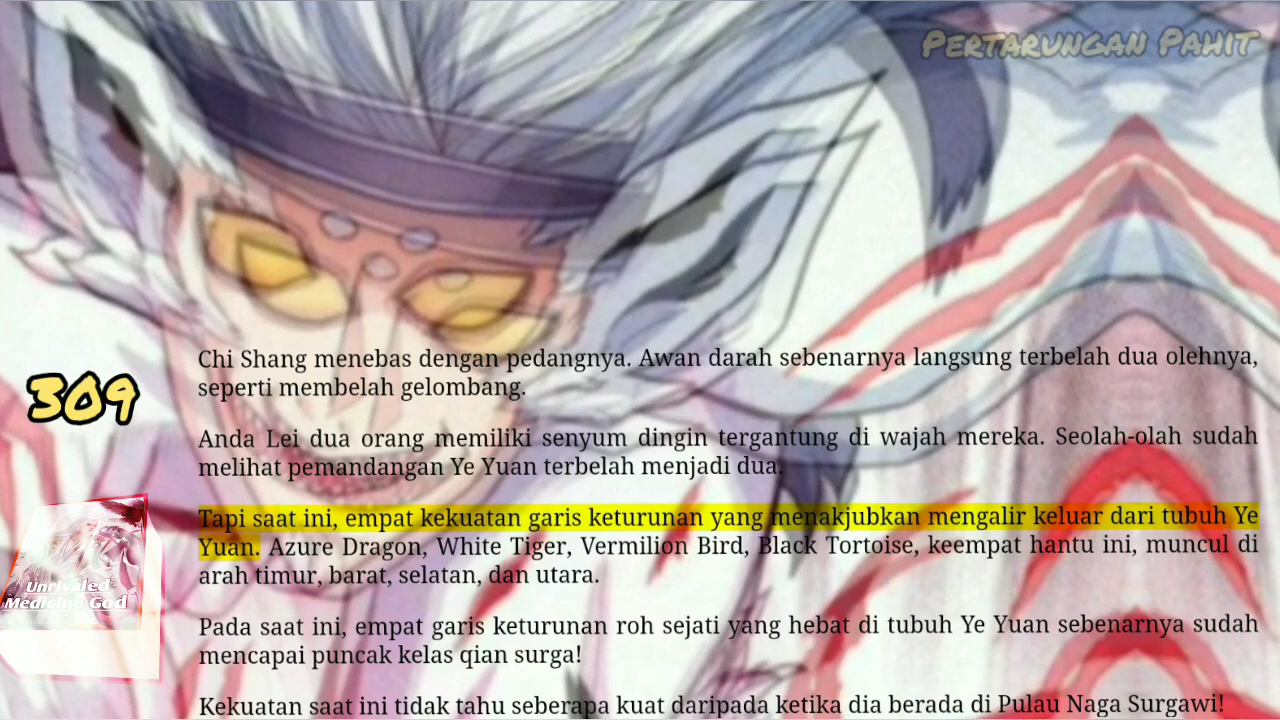 Pertarungan Pahit
Chi Shang menebas dengan pedangnya. Awan darah sebenarnya langsung terbelah dua olehnya,
seperti membelah gelombang.
309
Anda Lei dua orang memiliki senyum dingin tergantung di wajah mereka. Seolah-olah sudah
melihat pemandangan Ye Yuan terbelah menjadi dua.
Tapi saat ini, empat kekuatan garis keturunan yang menakjubkan mengalir keluar dari tubuh Ye
Yuan. Azure Dragon, White Tiger, Vermilion Bird, Black Tortoise, keempat hantu ini, muncul di
arah timur, barat, selatan, dan utara.
Unrivaled
Medicine God
Pada saat ini, empat garis keturunan roh sejati yang hebat di tubuh Ye Yuan sebenarnya sudah
mencapai puncak kelas qian surga!
Kekuatan saat ini tidak tahu seberapa kuat daripada ketika dia berada di Pulau Naga Surgawi!